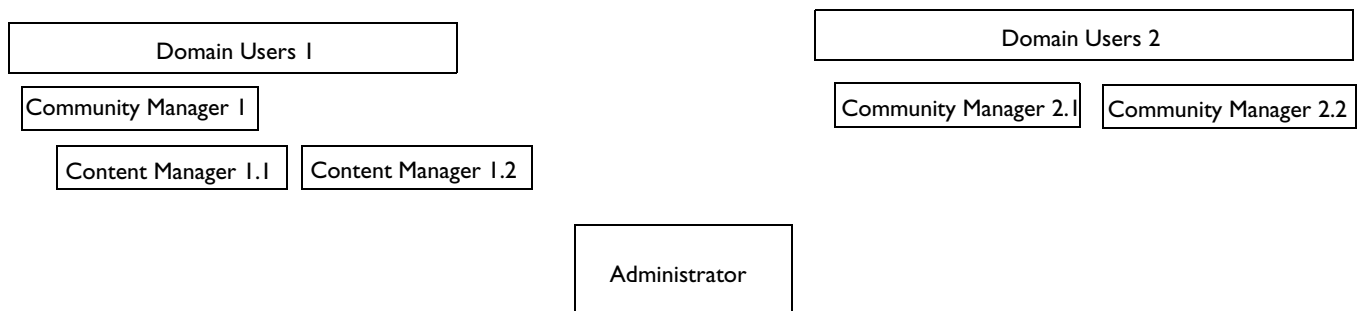 Domain Users 1
Domain Users 2
Community Manager 1
Community Manager 2.1
Community Manager 2.2
Content Manager 1.1
Content Manager 1.2
Administrator